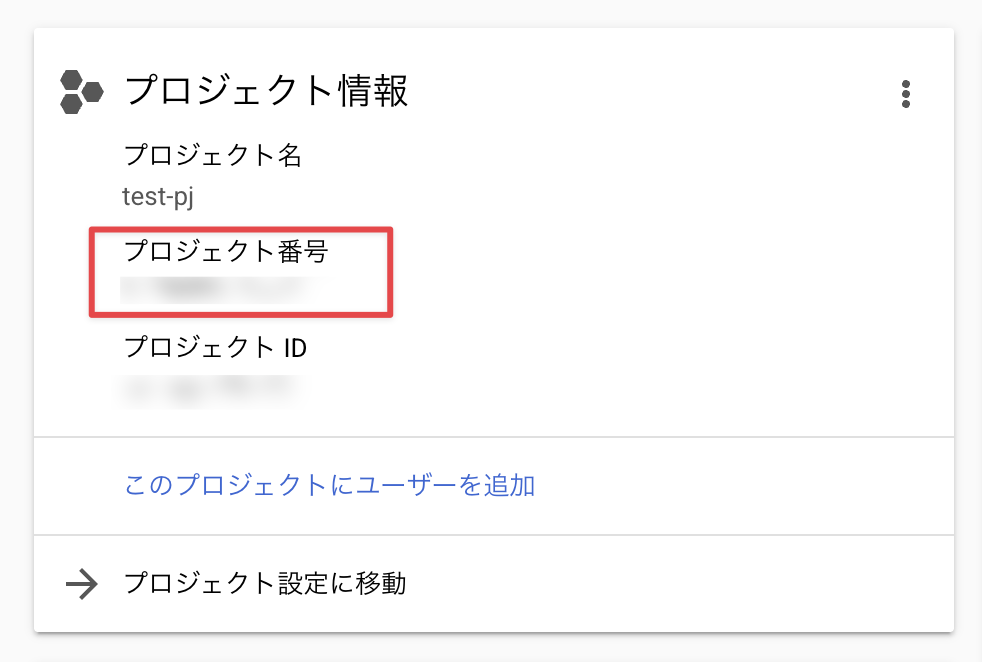 プロジェクト情報
プロジェクト名
test-pj
プロジェクト番号
プロジェクト ID
このプロジェクトにユーザーを追加
プロジェクト設定に移動